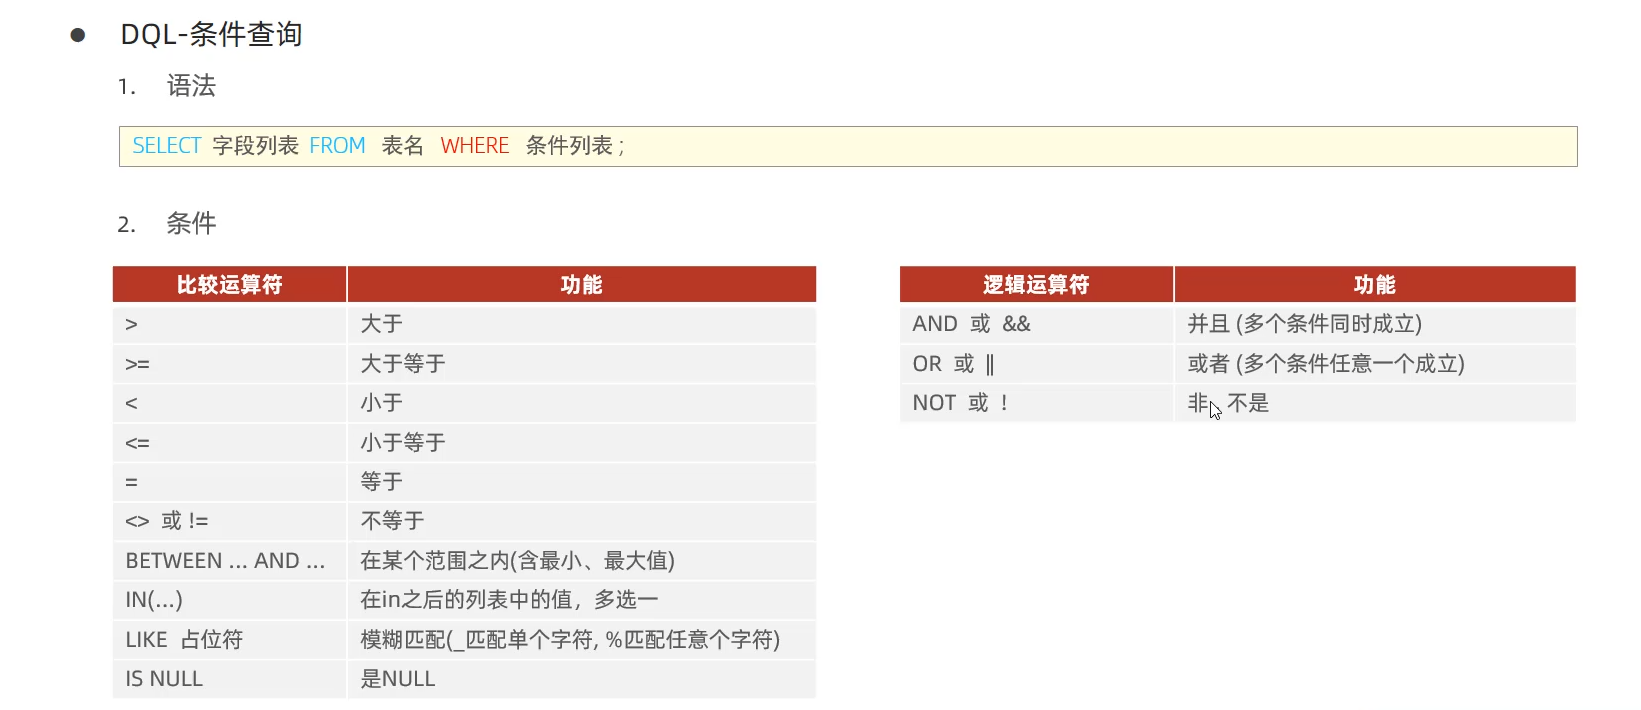 DQL-条件查询
1. 语法
SELECT 字段列表 FROM 表名 WHERE 条件列表 ;
2. 条件
比较运算符 功能
> 大于
>= 大于等于
< 小于
<= 小于等于
= 等于
<> 或 != 不等于
BETWEEN ... AND ... 在某个范围之内(含最小、最大值)
IN(...) 在in之后的列表中的值，多选一
LIKE 占位符 模糊匹配(_匹配单个字符, %匹配任意个字符)
IS NULL 是NULL
逻辑运算符 功能
AND 或 && 并且 (多个条件同时成立)
OR 或 || 或者 (多个条件任意一个成立)
NOT 或 ! 非 不是